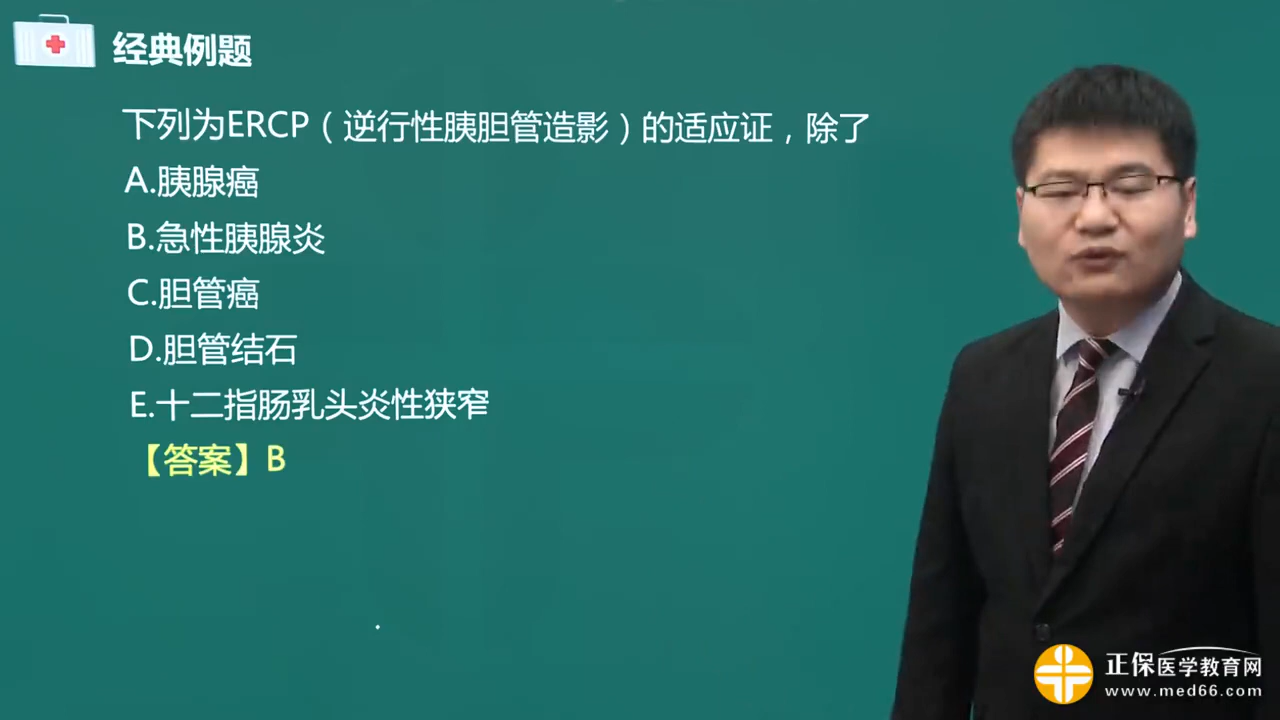 经典例题
下列为ERCP（逆行性胰胆管造影）的适应证，除了
A.胰腺癌
B.急性胰腺炎
C.胆管癌
D.胆管结石
E.十二指肠乳头炎性狭窄
【答案】B
正保医学教育网
www.med66.com